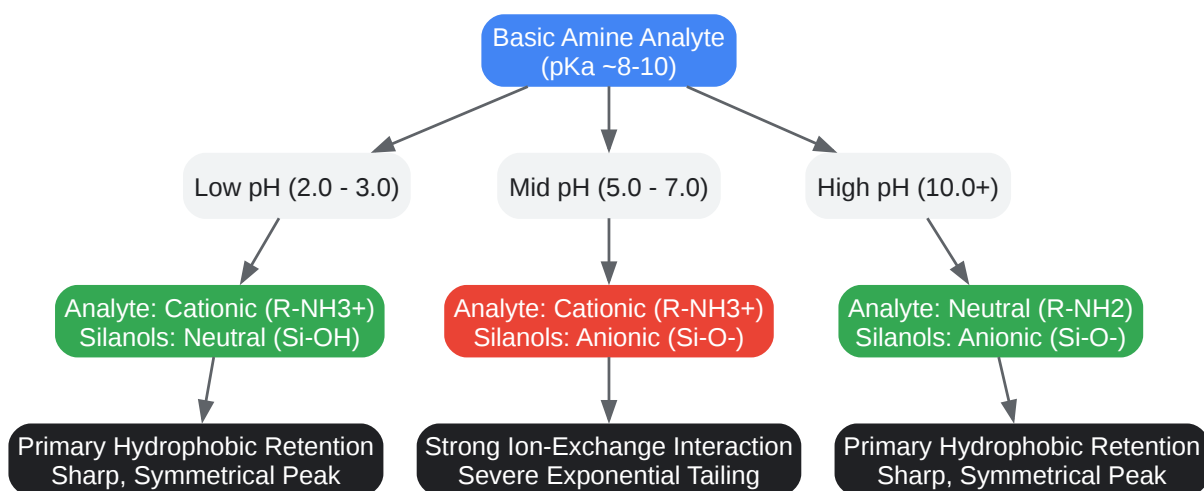 Basic Amine Analyte
(pKa ~8-10)
Low pH (2.0 - 3.0)
Mid pH (5.0 - 7.0)
High pH (10.0+)
Analyte: Cationic (R-NH3+)
Silanols: Neutral (Si-OH)
Analyte: Cationic (R-NH3+)
Silanols: Anionic (Si-O-)
Analyte: Neutral (R-NH2)
Silanols: Anionic (Si-O-)
Primary Hydrophobic Retention
Sharp, Symmetrical Peak
Strong Ion-Exchange Interaction
Severe Exponential Tailing
Primary Hydrophobic Retention
Sharp, Symmetrical Peak